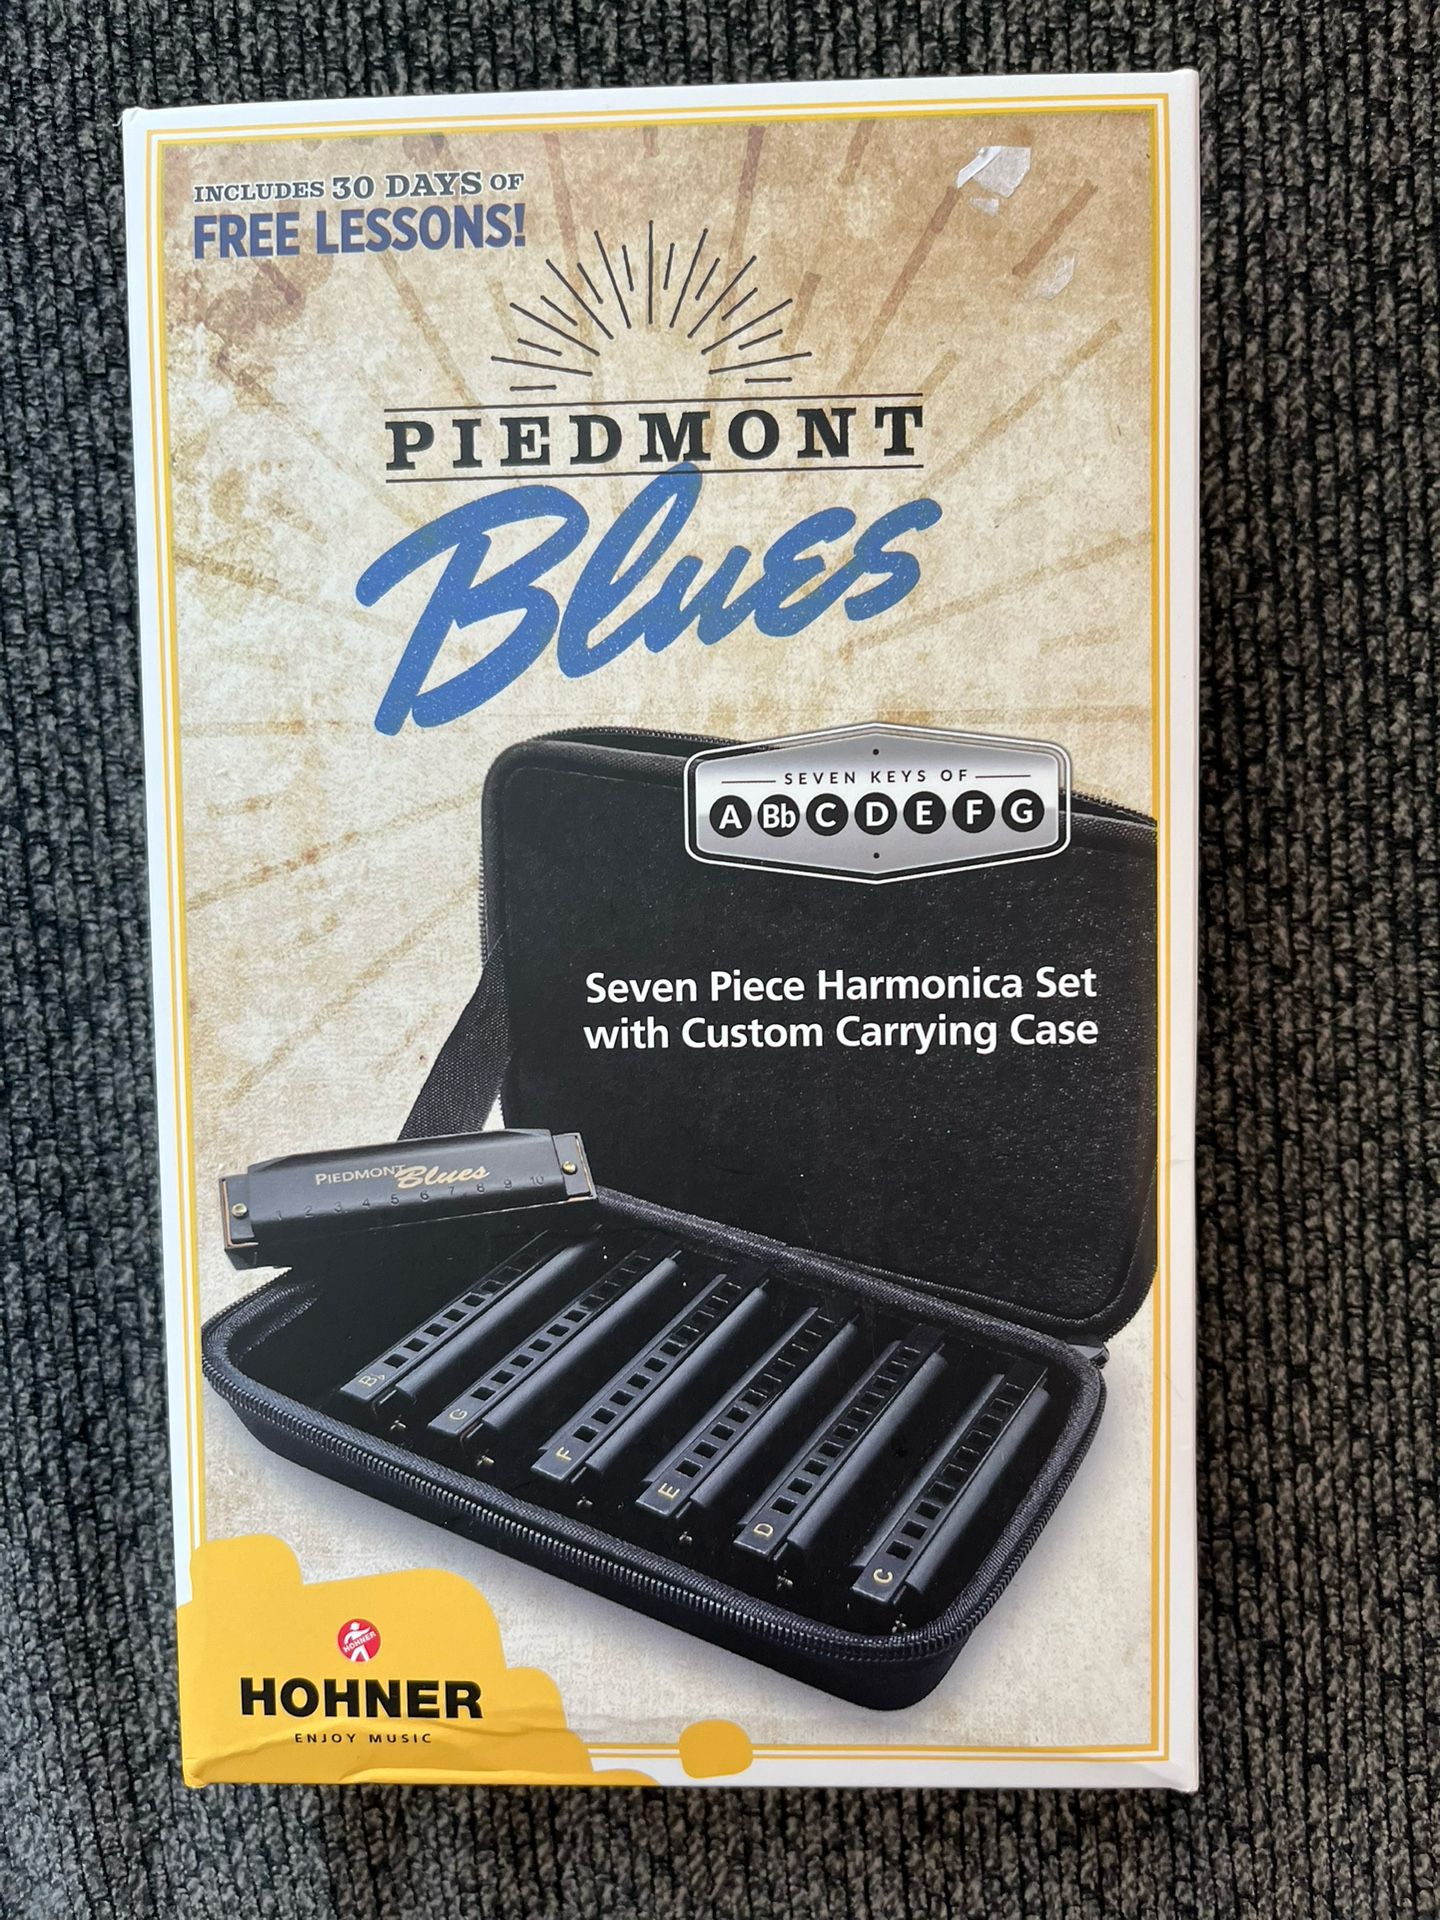 INCLUDES 30 DAYS OF
FREE LESSONS!
PIEDMONT
Blues
SEVEN KEYS OF
A Bb C D E F G
Seven Piece Harmonica Set
with Custom Carrying Case
PIEDMONT Blues
1 2 3 4 5 6 7 8 9 10
B♭
G
F
E
D
C
HOHNER
HOHNER
ENJOY MUSIC